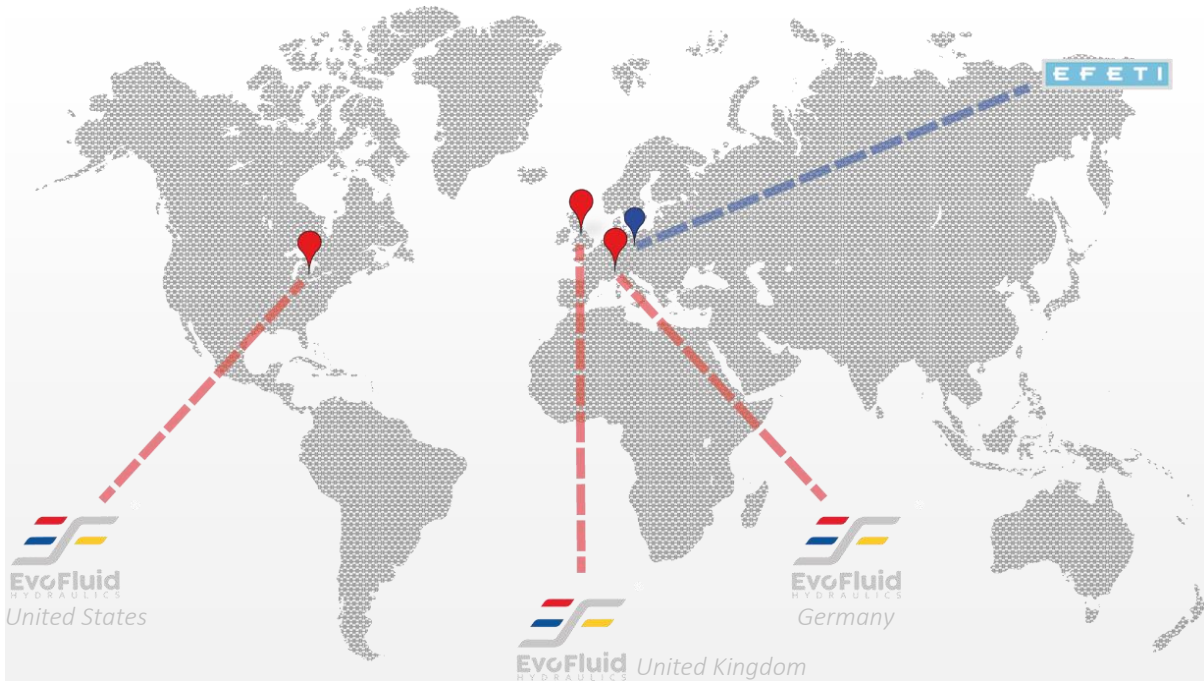 EFETI
EvoFluid
HYDRAULICS
United States
EvoFluid
HYDRAULICS
United Kingdom
EvoFluid
HYDRAULICS
Germany